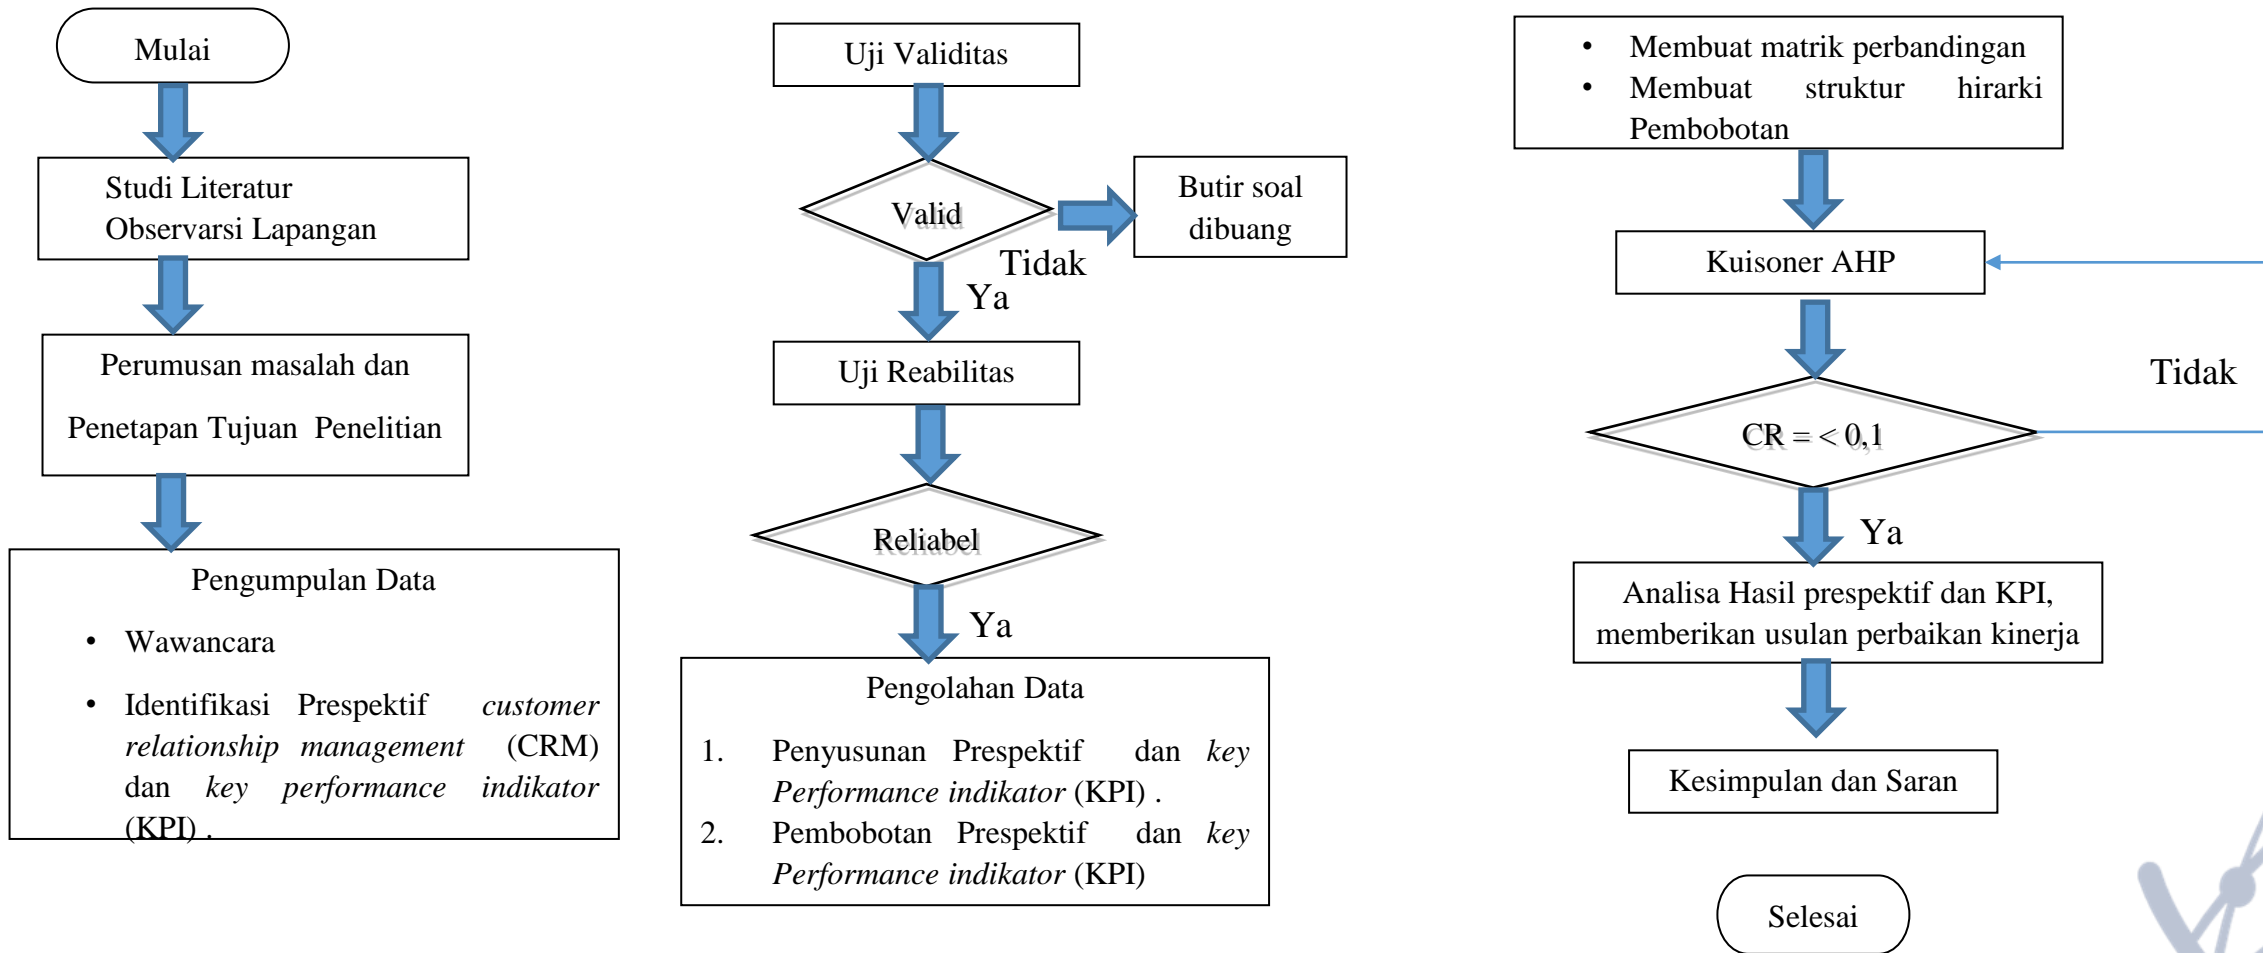 Mulai
Studi Literatur
Observarsi Lapangan
Perumusan masalah dan
Penetapan Tujuan Penelitian
Pengumpulan Data
• Wawancara
• Identifikasi Prespektif customer
relationship management (CRM)
dan key performance indikator
(KPI) .
Uji Validitas
Valid
Tidak
Butir soal
dibuang
Ya
Uji Reabilitas
Reliabel
Ya
Pengolahan Data
1. Penyusunan Prespektif dan key
Performance indikator (KPI) .
2. Pembobotan Prespektif dan key
Performance indikator (KPI)
• Membuat matrik perbandingan
• Membuat struktur hirarki
Pembobotan
Kuisoner AHP
Tidak
CR = < 0,1
Ya
Analisa Hasil prespektif dan KPI,
memberikan usulan perbaikan kinerja
Kesimpulan dan Saran
Selesai